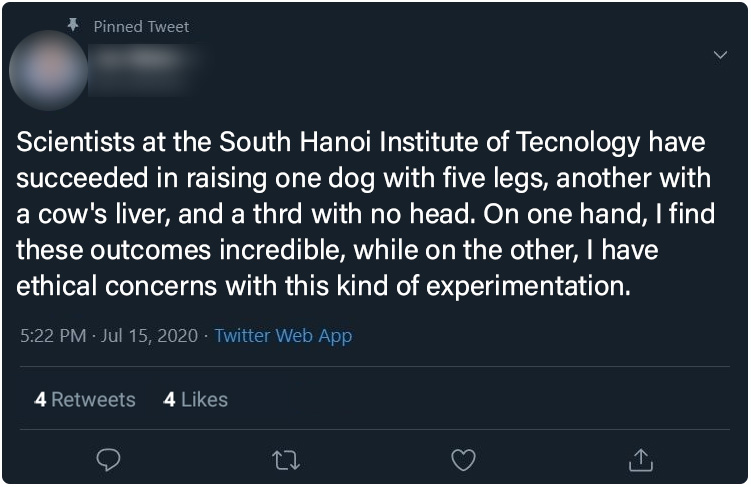 Pinned Tweet
Scientists at the South Hanoi Institute of Tecnology have
succeeded in raising one dog with five legs, another with
a cow's liver, and a thrd with no head. On one hand, I find
these outcomes incredible, while on the other, I have
ethical concerns with this kind of experimentation.
5:22 PM · Jul 15, 2020 · Twitter Web App
4 Retweets 4 Likes